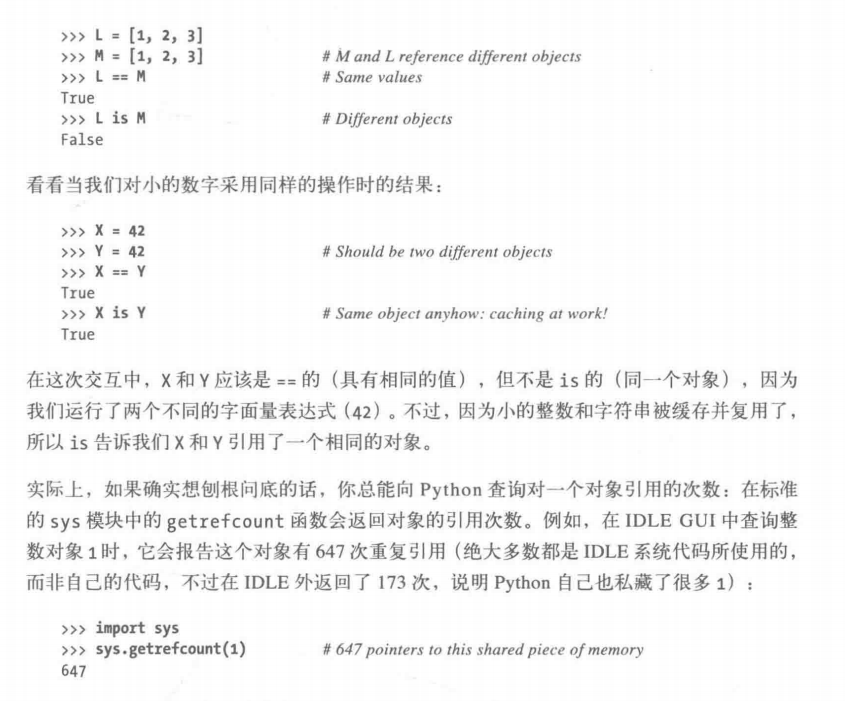 >>> L = [1, 2, 3]
>>> M = [1, 2, 3] # M and L reference different objects
>>> L == M # Same values
True
>>> L is M # Different objects
False
看看当我们对小的数字采用同样的操作时的结果：
>>> X = 42
>>> Y = 42 # Should be two different objects
>>> X == Y
True
>>> X is Y # Same object anyhow: caching at work!
True
在这次交互中，X 和 Y 应该是 == 的（具有相同的值），但不是 is 的（同一个对象），因为
我们运行了两个不同的字面量表达式（42）。不过，因为小的整数和字符串被缓存并复用了，
所以 is 告诉我们 X 和 Y 引用了一个相同的对象。
实际上，如果确实想刨根问底的话，你总能向 Python 查询对一个对象引用的次数：在标准
的 sys 模块中的 getrefcount 函数会返回对象的引用次数。例如，在 IDLE GUI 中查询整
数对象 1 时，它会报告这个对象有 647 次重复引用（绝大多数都是 IDLE 系统代码所使用的，
而非自己的代码，不过在 IDLE 外返回了 173 次，说明 Python 自己也私藏了很多 1）：
>>> import sys
>>> sys.getrefcount(1) # 647 pointers to this shared piece of memory
647